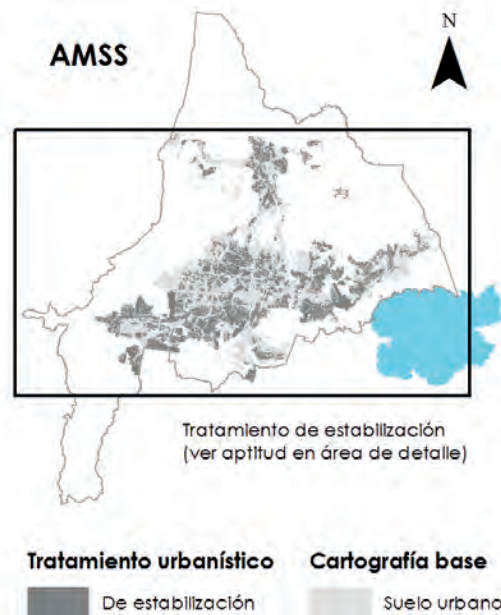 N
AMSS
Tratamiento de estabilización
(ver aptitud en área de detalle)
Tratamiento urbanístico
Cartografía base
De estabilización
Suelo urbano